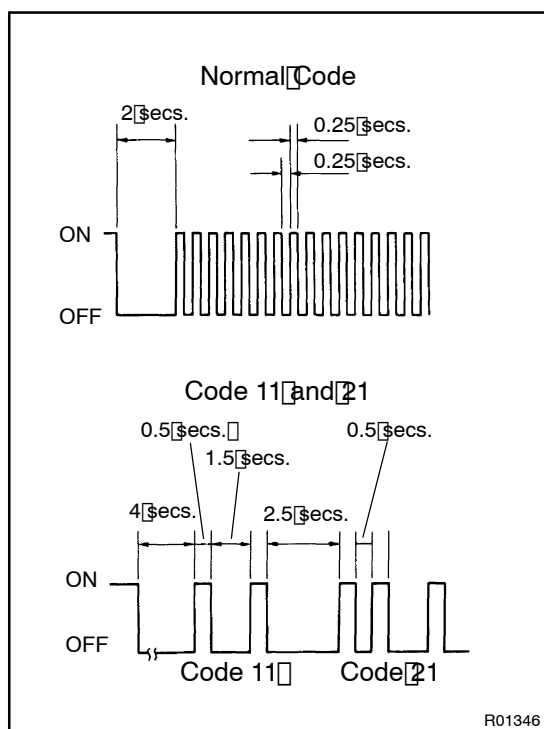 Normal Code
2 secs.
0.25 secs.
0.25 secs.
ON
OFF
Code 11 and 21
0.5 secs.
0.5 secs.
1.5 secs.
4 secs.
2.5 secs.
ON
OFF
Code 11
Code 21
R01346